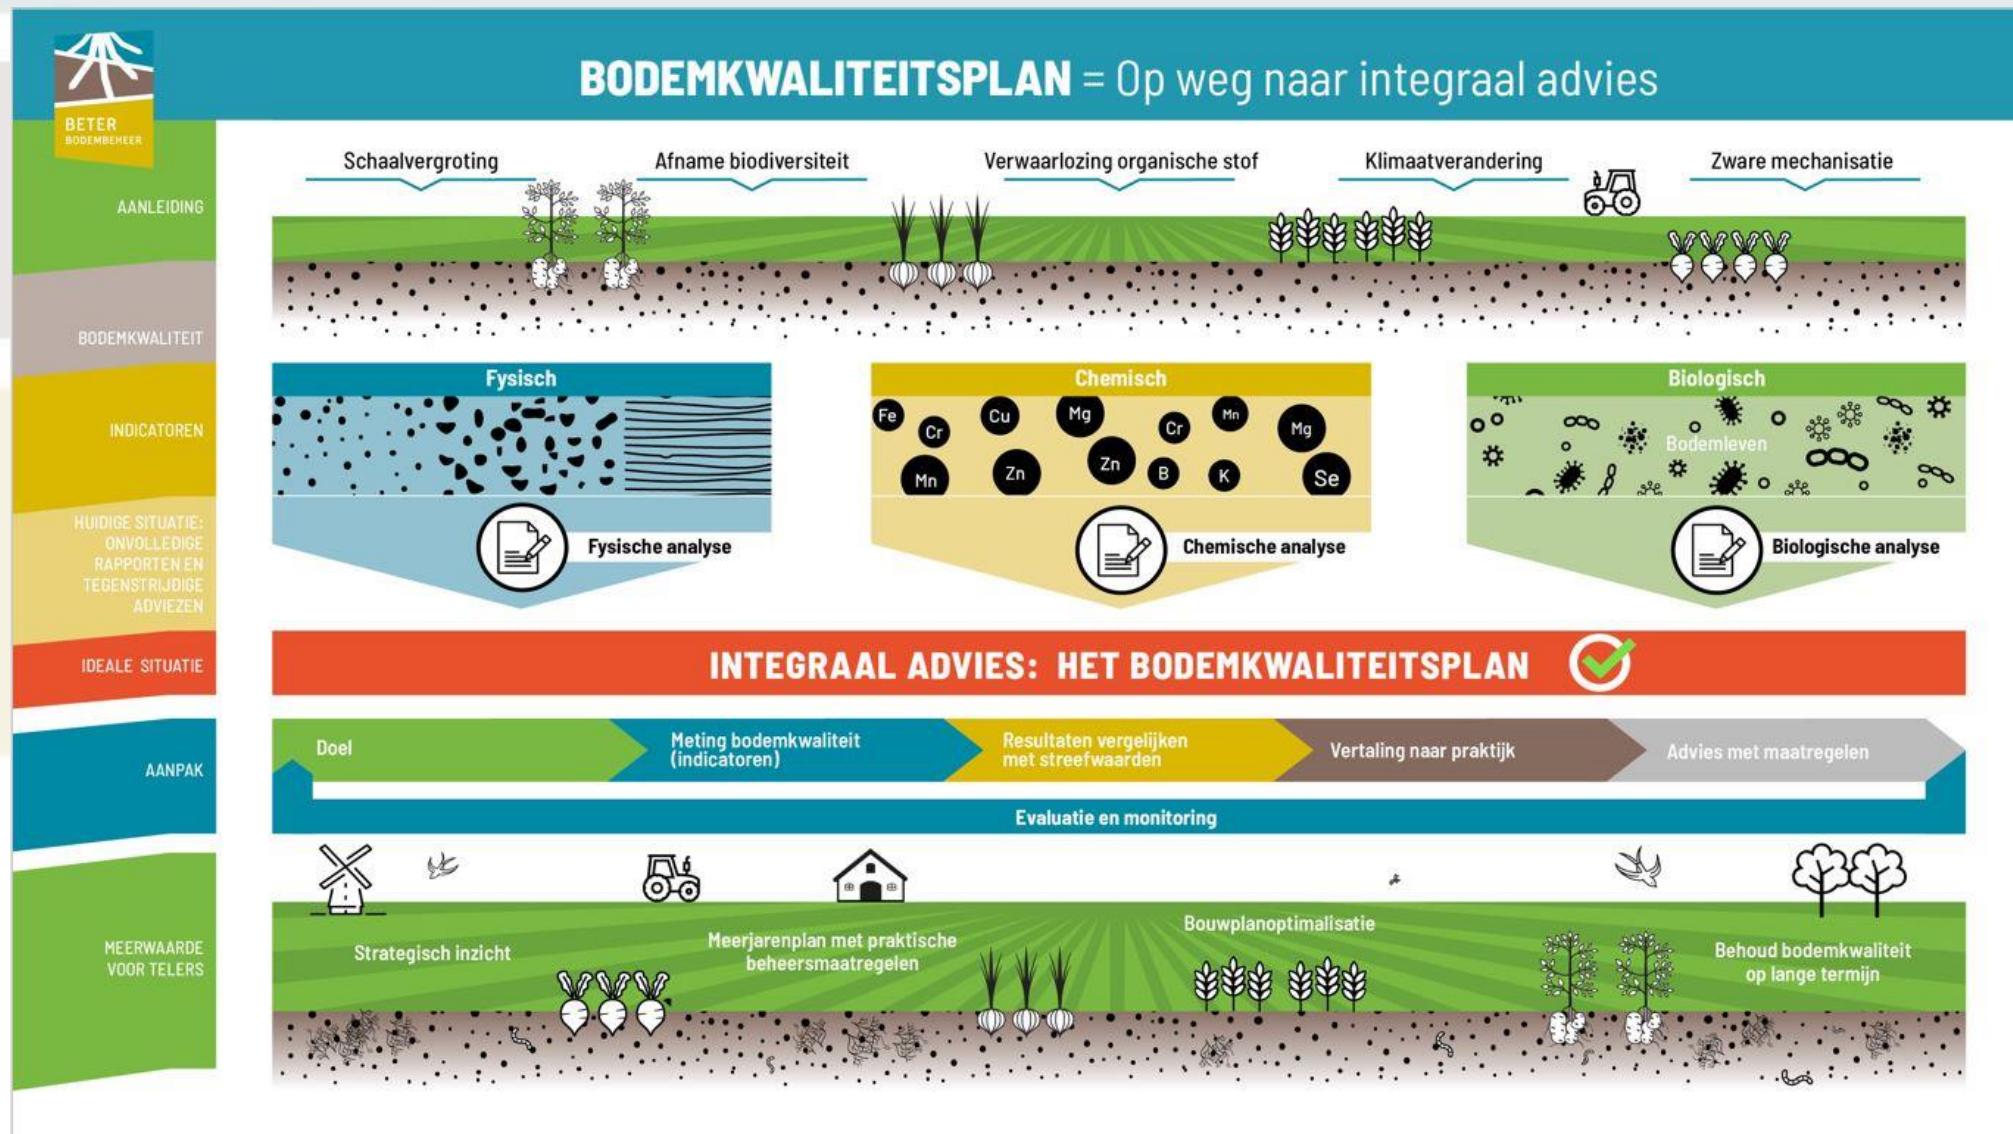 BODEMKWALITEITSPLAN = Op weg naar integraal advies
BETER
BODEMBEHEER
AANLEIDING
Schaalvergroting
Afname biodiversiteit
Verwaarlozing organische stof
Klimaatverandering
Zware mechanisatie
BODEMKWALITEIT
INDICATOREN
Fysisch
Chemisch
Fe
Cr
Cu
Mg
Cr
Mn
Mg
Mn
Zn
Zn
B
K
Se
Biologisch
Bodemleven
HUIDIGE SITUATIE:
ONVOLLEDIGE
RAPPORTEN EN
TEGENSTRIJDIGE
ADVIEZEN
Fysische analyse
Chemische analyse
Biologische analyse
IDEALE SITUATIE
INTEGRAAL ADVIES: HET BODEMKWALITEITSPLAN
AANPAK
Doel
Meting bodemkwaliteit
(indicatoren)
Resultaten vergelijken
met streefwaarden
Vertaling naar praktijk
Advies met maatregelen
Evaluatie en monitoring
MEERWAARDE
VOOR TELERS
Strategisch inzicht
Meerjarenplan met praktische
beheersmaatregelen
Bouwplanoptimalisatie
Behoud bodemkwaliteit
op lange termijn